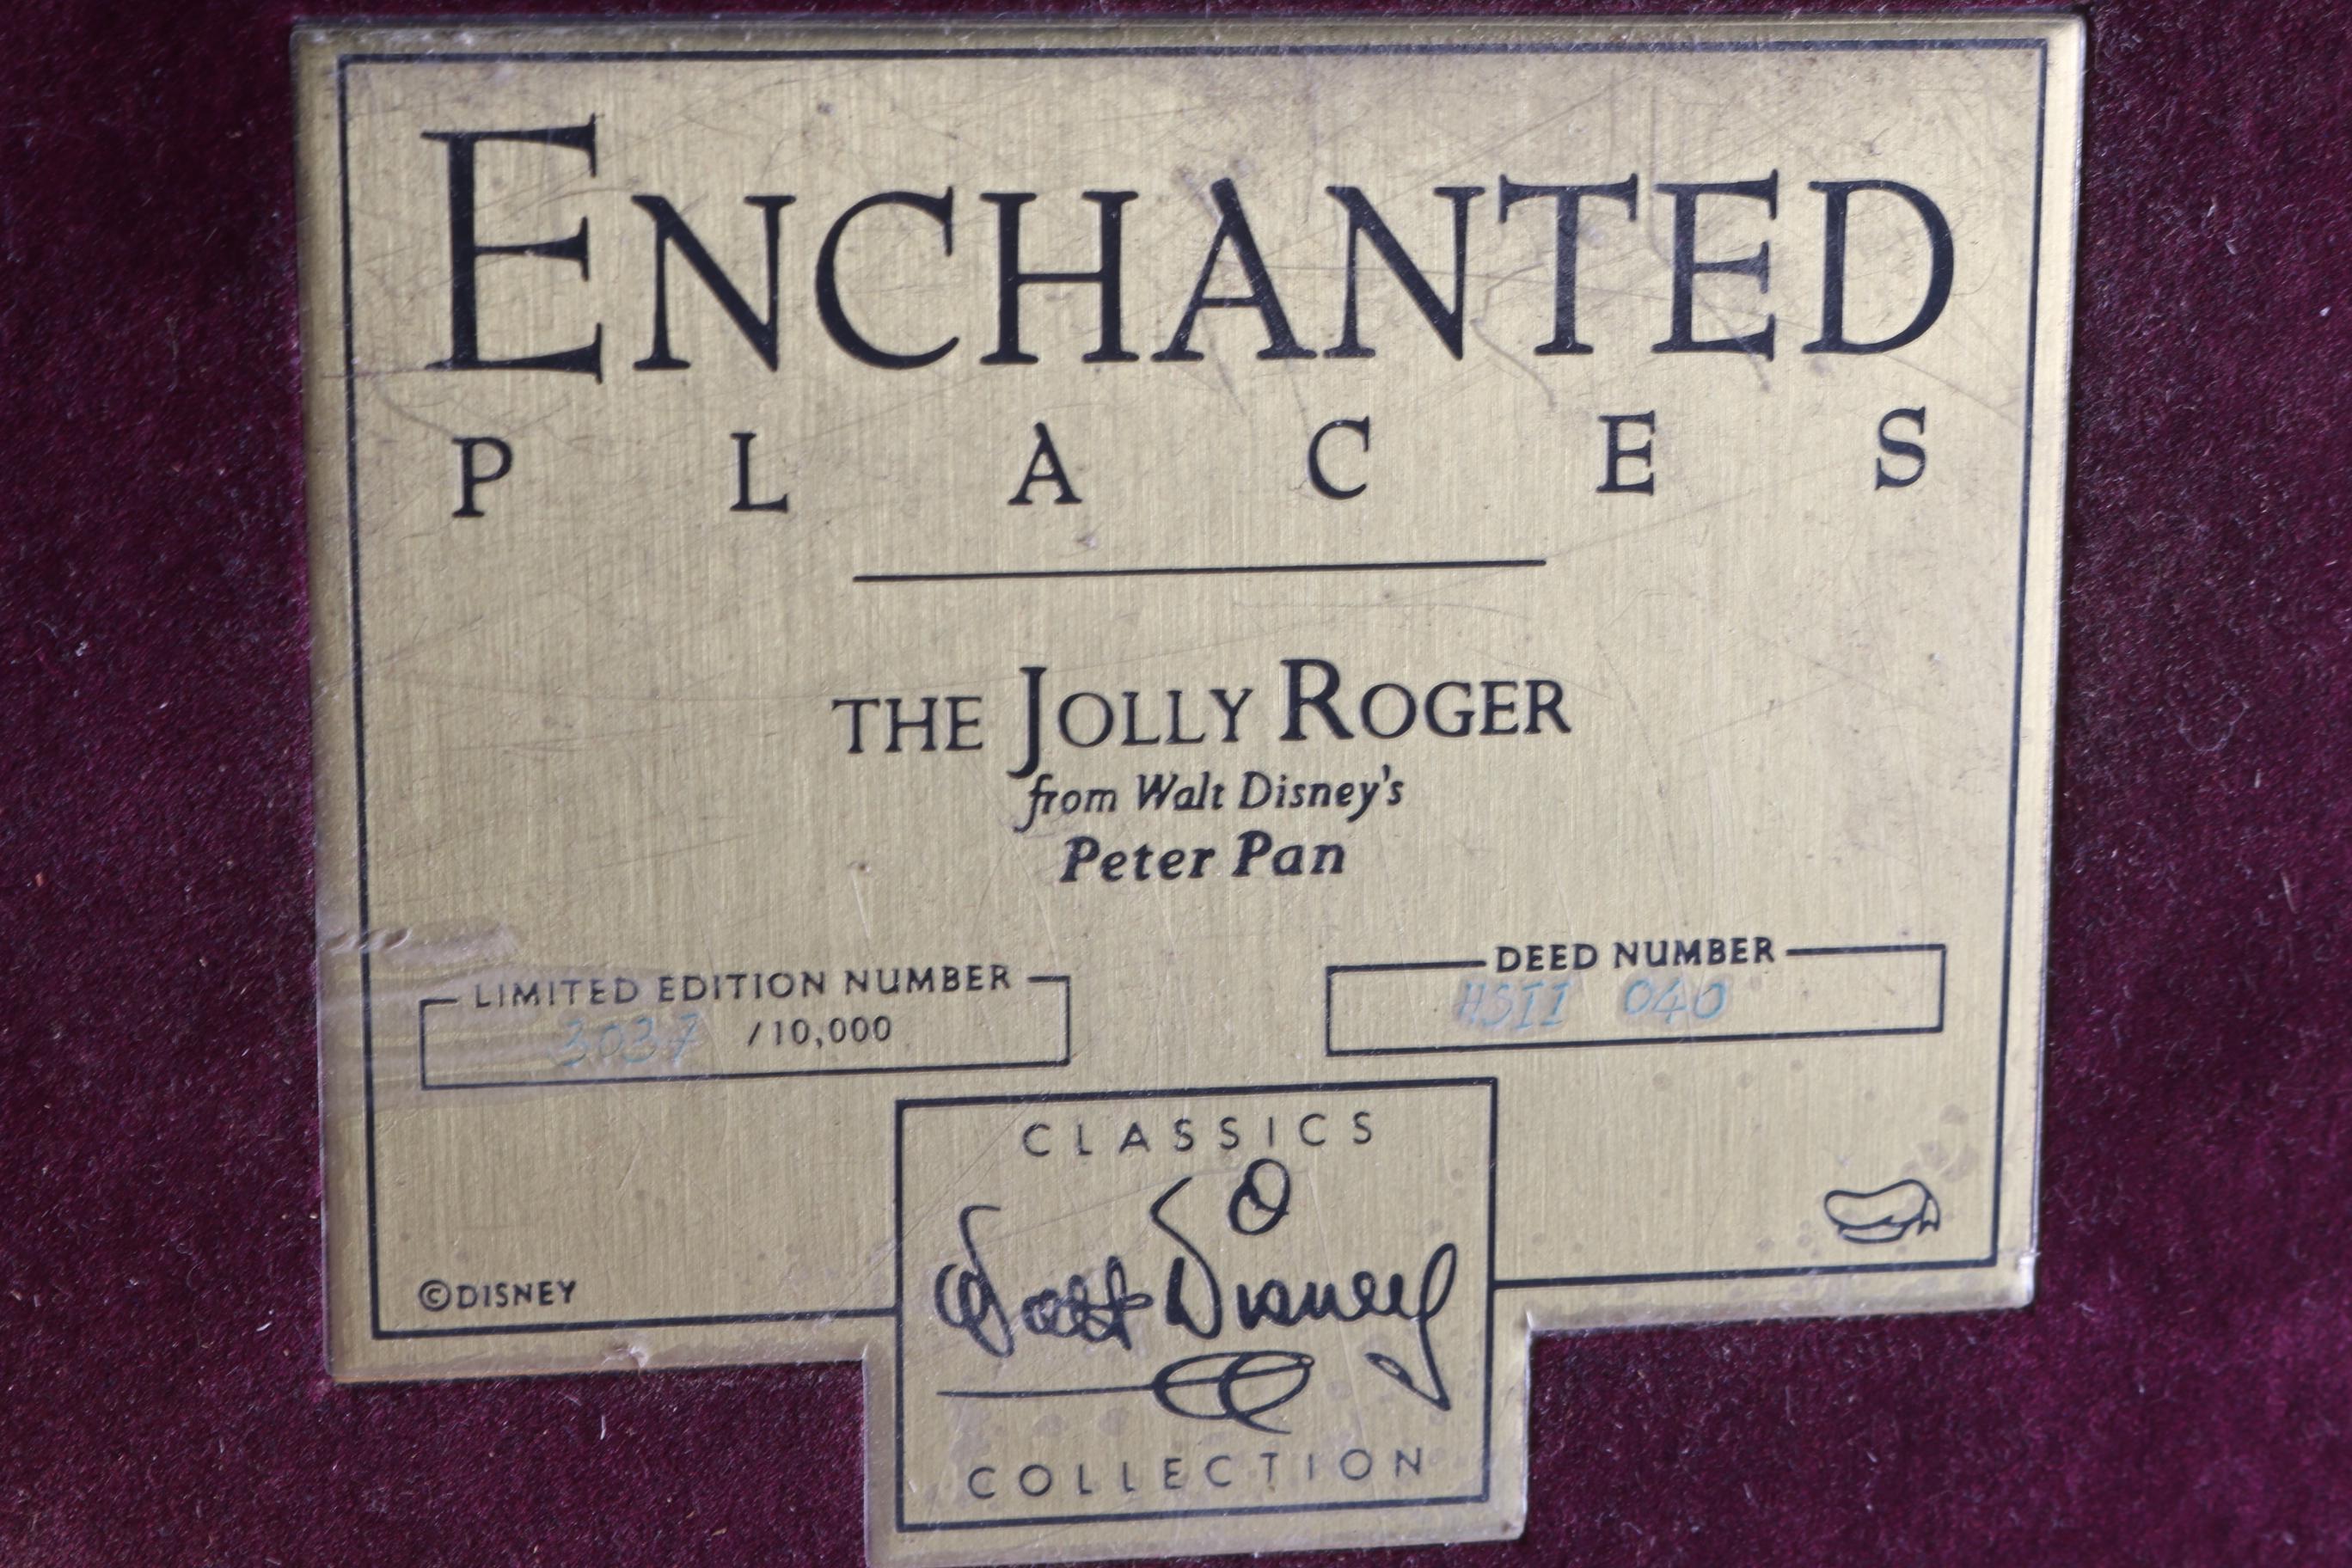 ENCHANTED
PLACES
THE JOLLY ROGER
from Walt Disney's
Peter Pan
LIMITED EDITION NUMBER
3037 /10,000
DEED NUMBER
HSII 040
CLASSICS
Walt Disney
COLLECTION
©DISNEY